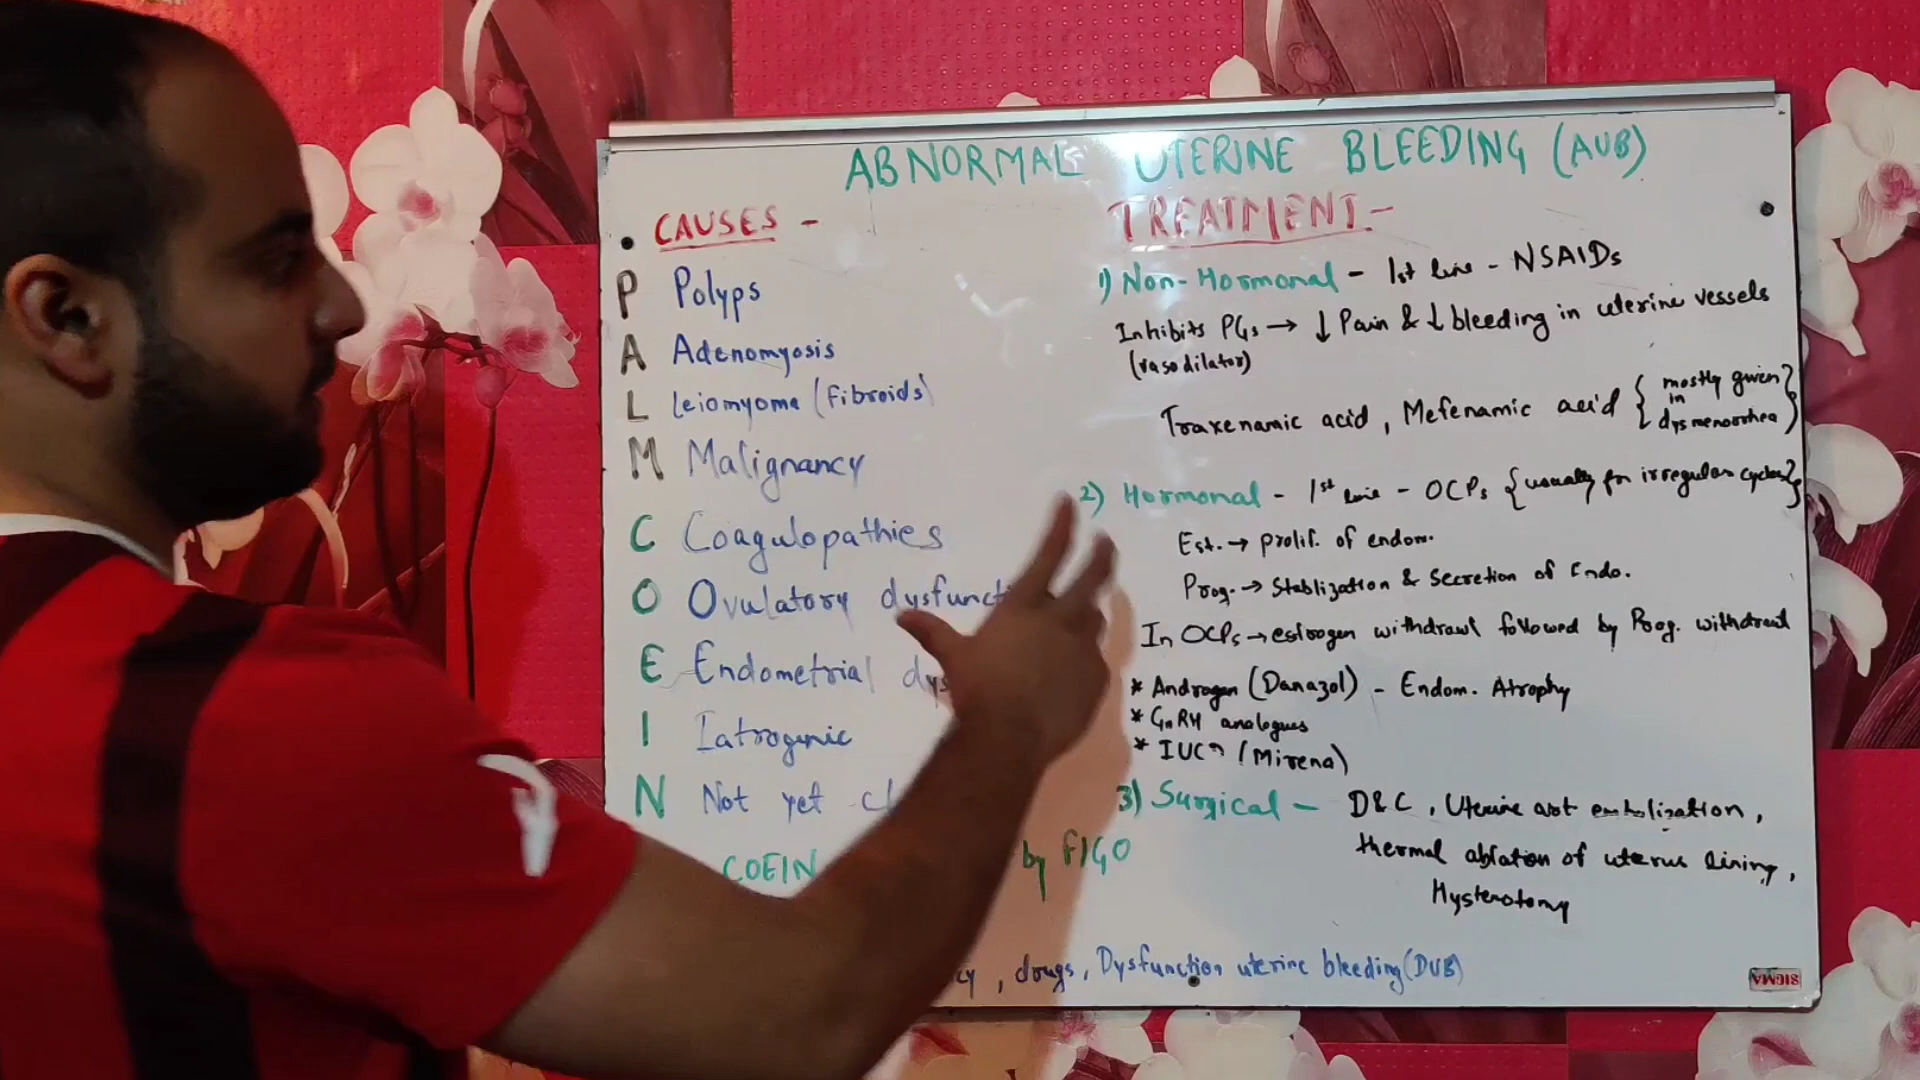 ABNORMAL UTERINE BLEEDING (AUB)
CAUSES -
P Polyps
A Adenomyosis
L Leiomyoma (fibroids)
M Malignancy
C Coagulopathies
O Ovulatory
E Endometrial
I Iatrogenic
N Not yet
COEIN
by FIGO
TREATMENT -
1) Non-Hormonal - 1st line - NSAIDs
Inhibits PGs → ↓ Pain & ↓ bleeding in uterine vessels
(vasodilator)
Traxenamic acid, Mefenamic acid { mostly given in dysmenorrhea }
2) Hormonal - 1st line - OCPs {usually for irregular cycles}
Est. → prolif. of endom.
Prog. → Stablization & Secretion of Endo.
In OCPs → estrogen withdrawl followed by Prog. withdrawl
* Androgen (Danazol) - Endom. Atrophy
* GnRH analogues
* (Mirena)
3) Surgical - D&C, Uterine art embolization,
thermal ablation of uterus lining,
Hysterotomy
, drugs, Dysfunction uterine bleeding (DUB)
SIGMA